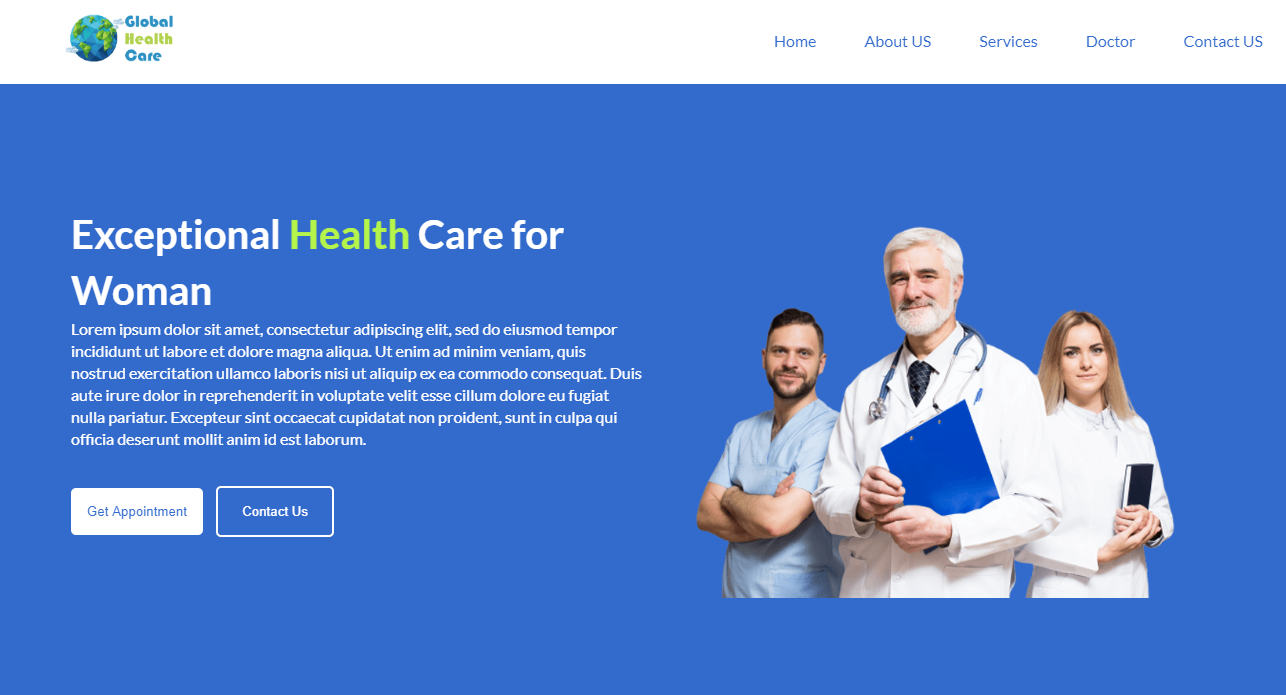 Global
Health
Care
Home About US Services Doctor Contact US
Exceptional Health Care for
Woman
Lorem ipsum dolor sit amet, consectetur adipiscing elit, sed do eiusmod tempor
incididunt ut labore et dolore magna aliqua. Ut enim ad minim veniam, quis
nostrud exercitation ullamco laboris nisi ut aliquip ex ea commodo consequat. Duis
aute irure dolor in reprehenderit in voluptate velit esse cillum dolore eu fugiat
nulla pariatur. Excepteur sint occaecat cupidatat non proident, sunt in culpa qui
officia deserunt mollit anim id est laborum.
Get Appointment Contact Us